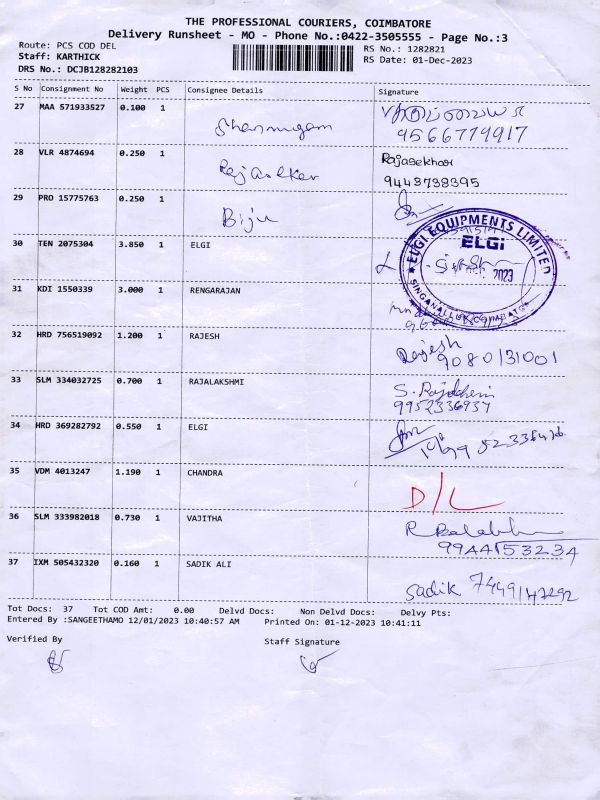 THE PROFESSIONAL COURIERS, COIMBATORE
Delivery Runsheet - MO - Phone No.:0422-3505555 - Page No.:3
Route: PCS COD DEL RS No.: 1282821
Staff: KARTHICK RS Date: 01-Dec-2023
DRS No.: DCJB128282103
S No Consignment No Weight PCS Consignee Details Signature
27 MAA 571933527 0.100 1 Shanmugam 9566779917
28 VLR 4874694 0.250 1 Rajasekar Rajasekhar
9443738395
29 PRO 15775763 0.250 1 Biju
30 TEN 2075304 3.850 1 ELGI
ELGI EQUIPMENTS LIMITED
ELGI
2023
31 KDI 1550339 3.000 1 RENGARAJAN
32 HRD 756519092 1.200 1 RAJESH Rajesh
9080131001
33 SLM 334032725 0.700 1 RAJALAKSHMI S. Rajalakshmi
9952336937
34 HRD 369282792 0.550 1 ELGI
35 VDM 4013247 1.190 1 CHANDRA D/L
36 SLM 333982018 0.730 1 VAJITHA
9944153234
37 IXM 505432320 0.160 1 SADIK ALI Sadik 7449147292
Tot Docs: 37 Tot COD Amt: 0.00 Delvd Docs: Non Delvd Docs: Delvy Pts:
Entered By :SANGEETHAMO 12/01/2023 10:40:57 AM Printed On: 01-12-2023 10:41:11
Verified By Staff Signature